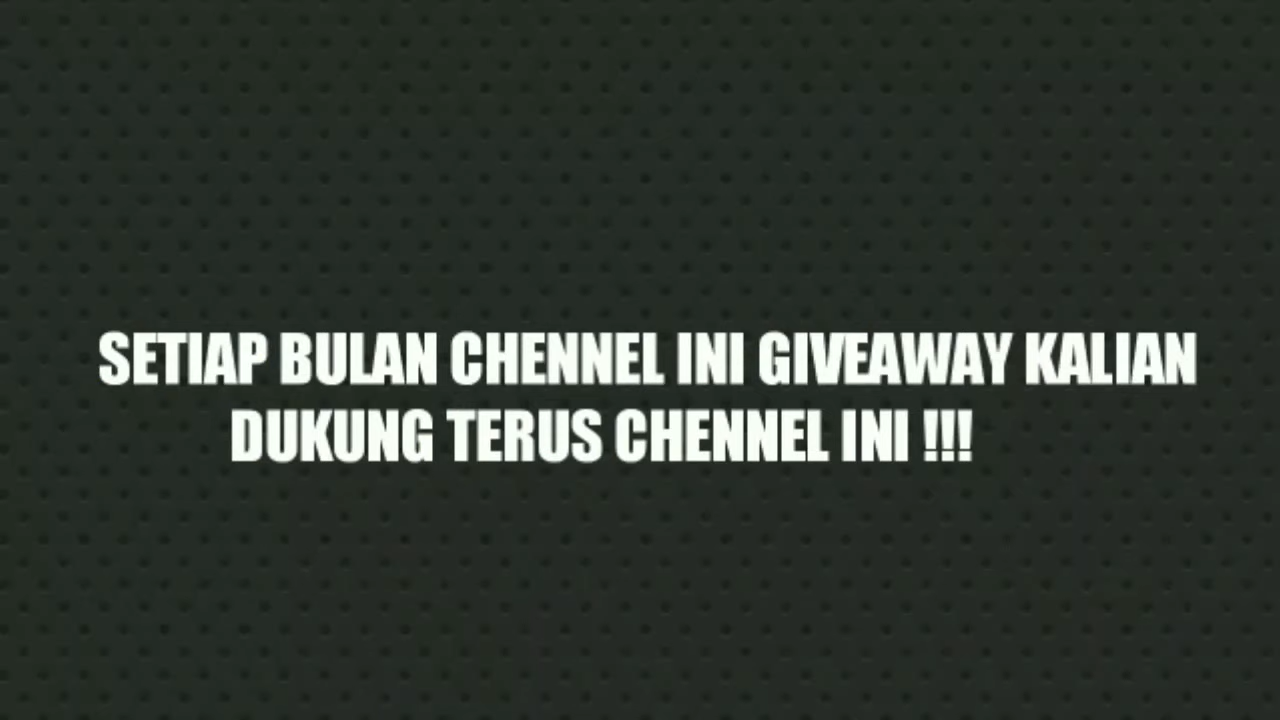 SETIAP BULAN CHENNEL INI GIVEAWAY KALIAN
DUKUNG TERUS CHENNEL INI !!!